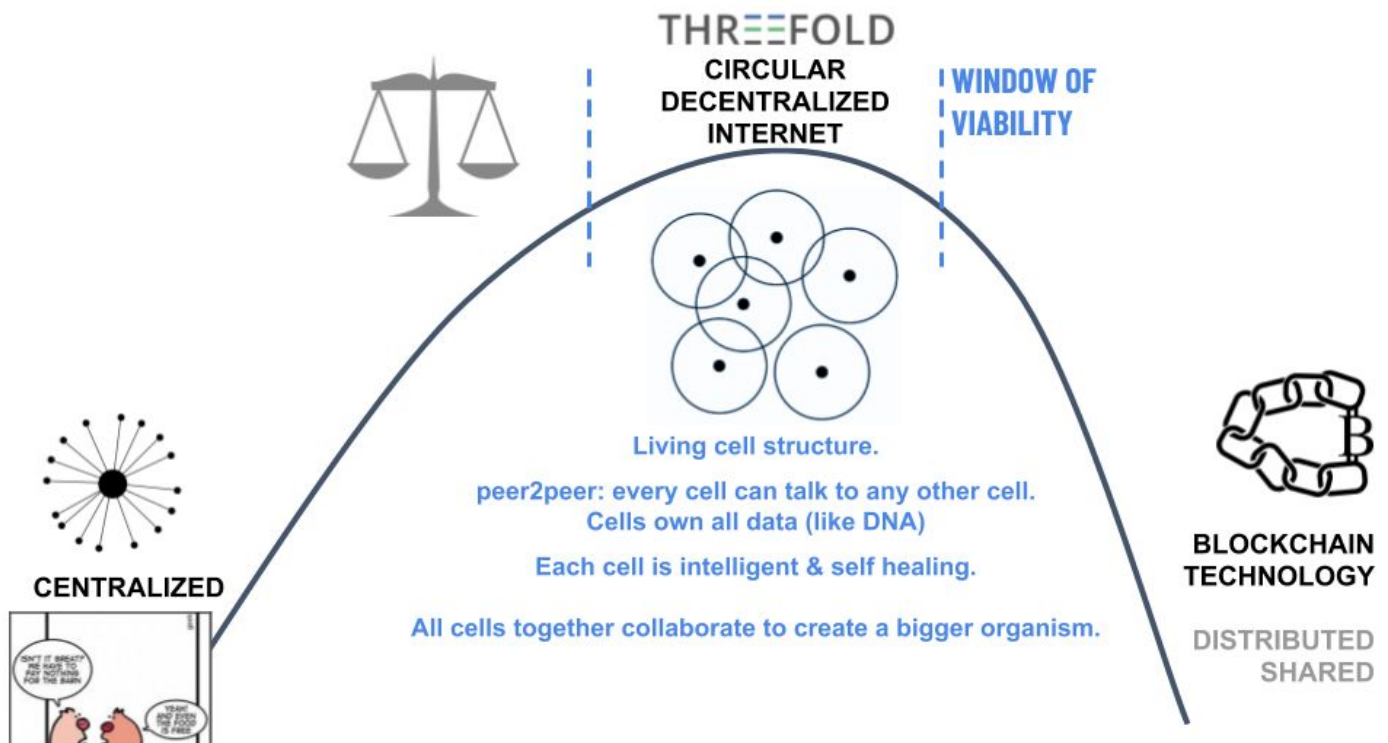 THREEFOLD
CIRCULAR
DECENTRALIZED
INTERNET
WINDOW OF
VIABILITY
Living cell structure.
peer2peer: every cell can talk to any other cell.
Cells own all data (like DNA)
Each cell is intelligent & self healing.
All cells together collaborate to create a bigger organism.
CENTRALIZED
ISN'T IT GREAT?
WE HAVE TO
PAY NOTHING
FOR THE BARN
YEAH!
AND EVEN
THE FOOD
IS FREE
B
BLOCKCHAIN
TECHNOLOGY
DISTRIBUTED
SHARED